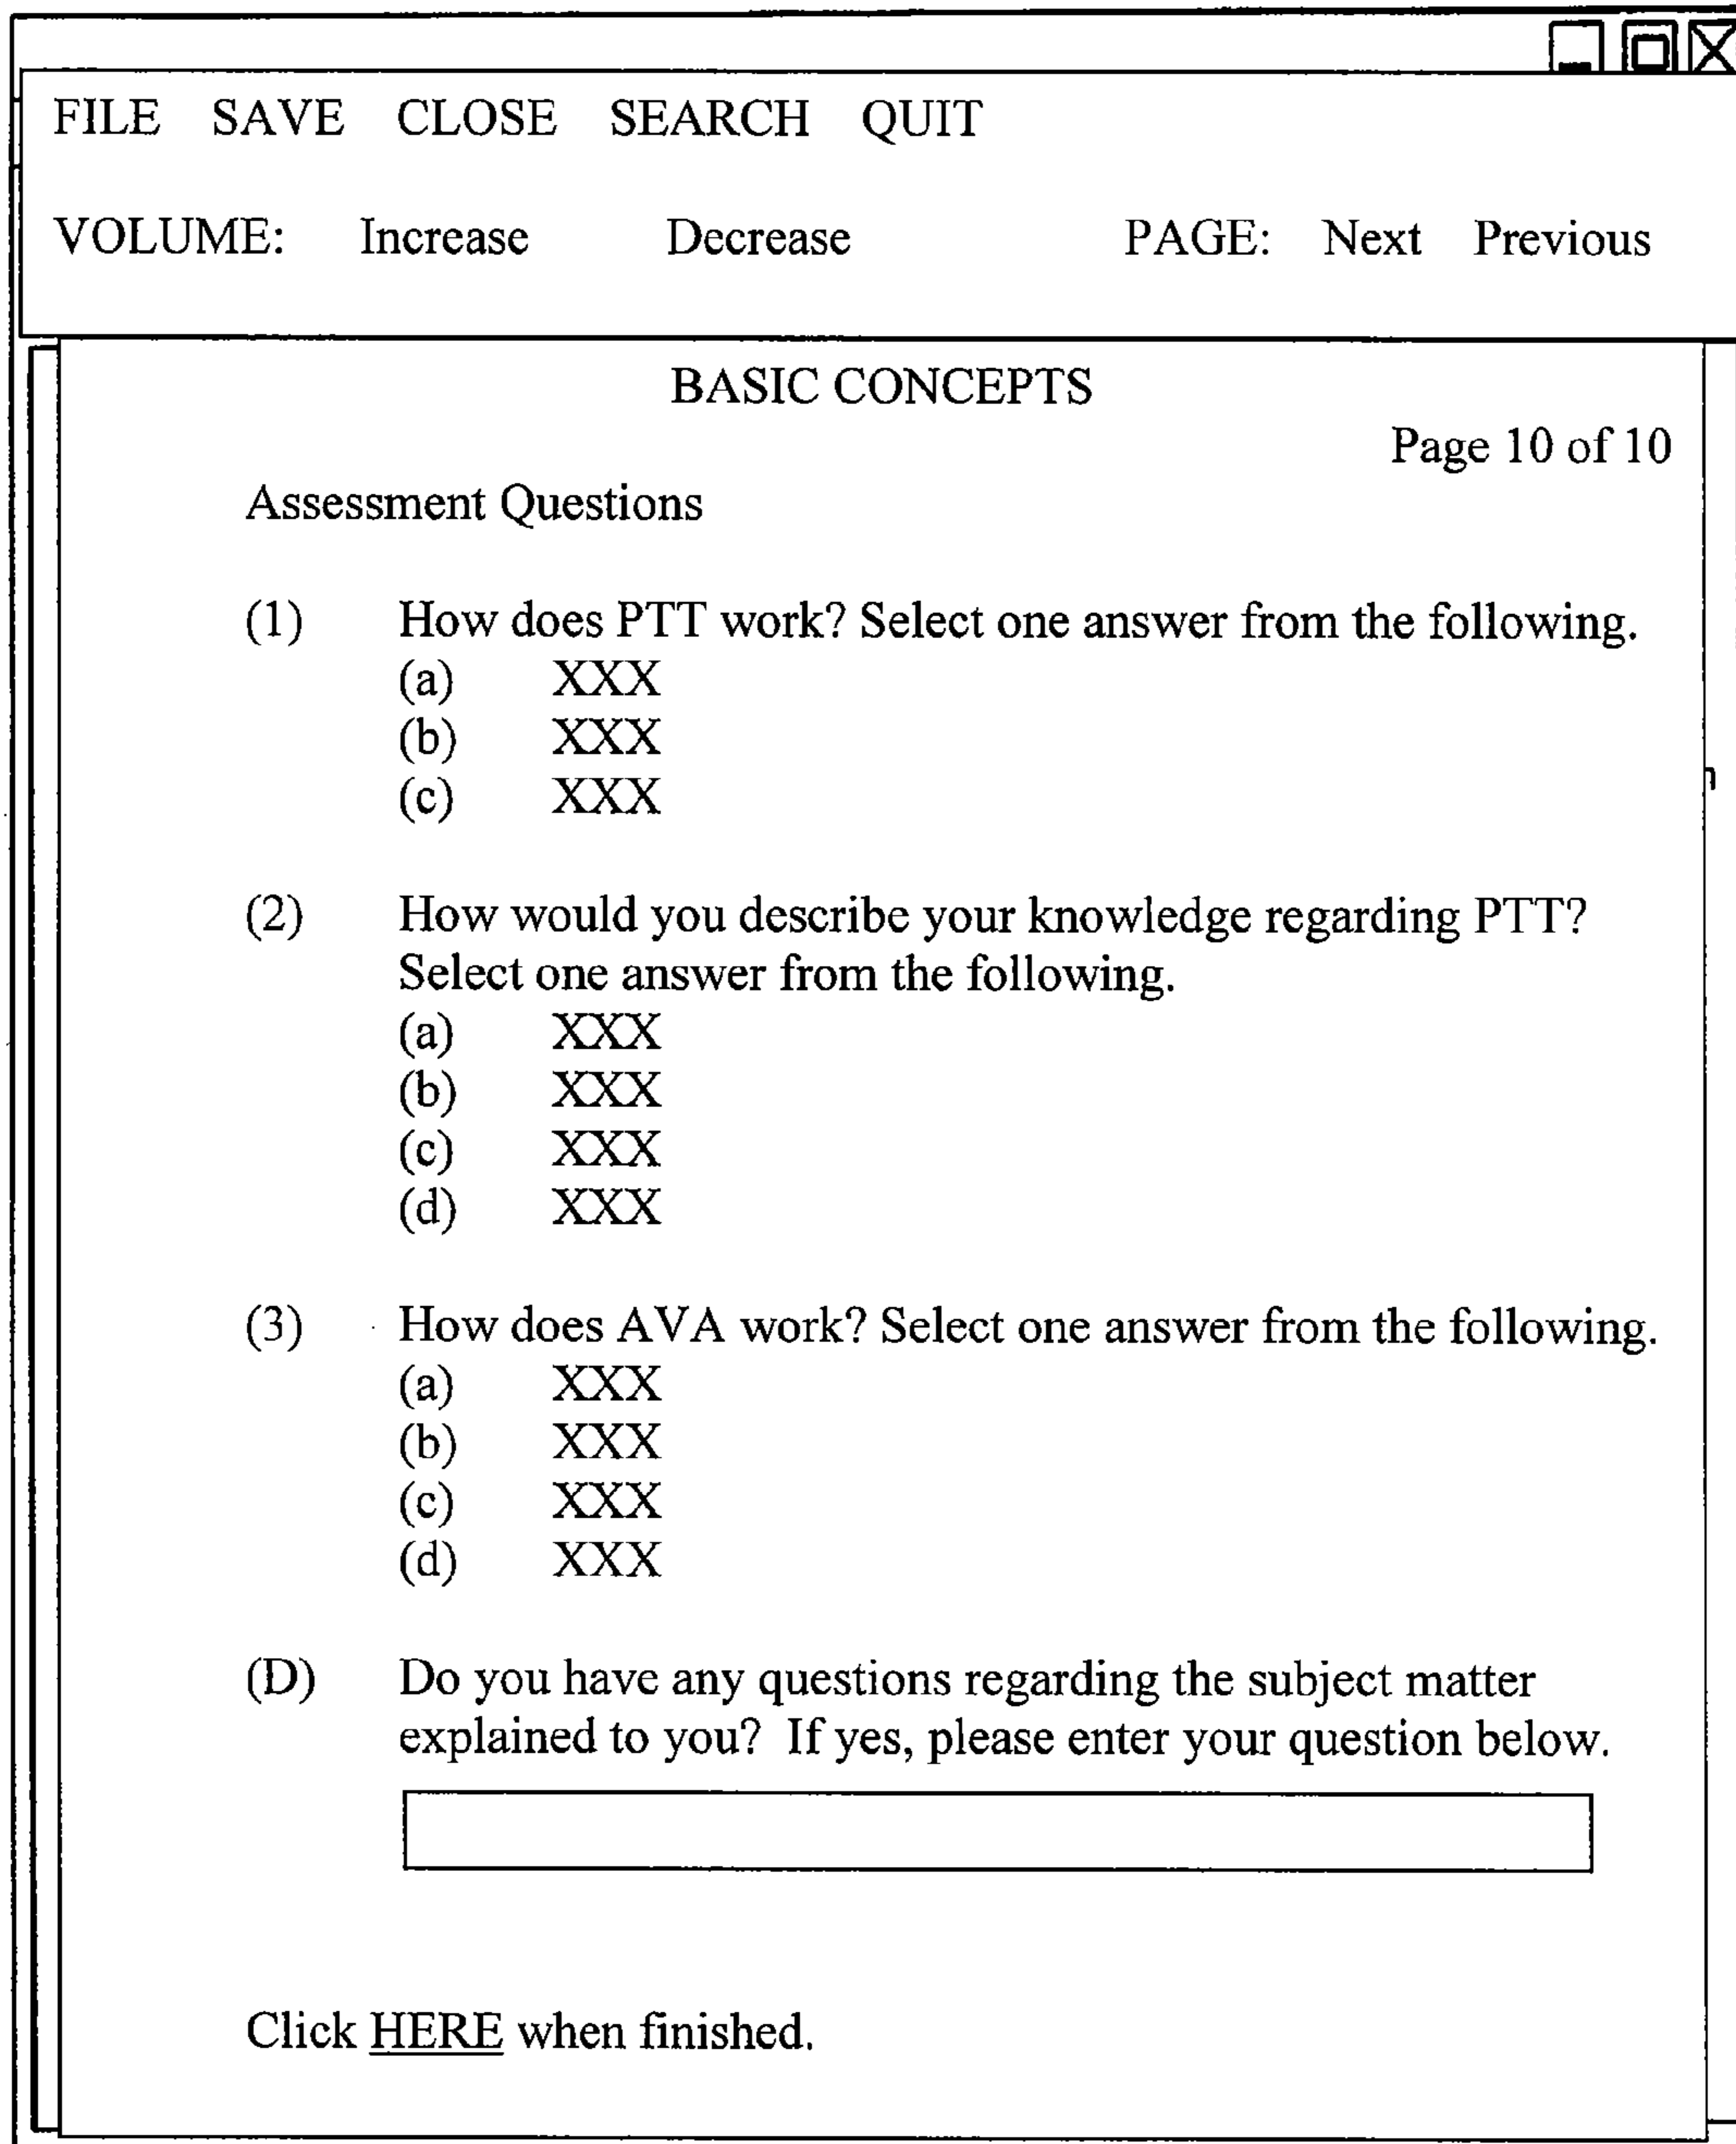 FILE SAVE CLOSE SEARCH QUIT
VOLUME: Increase Decrease PAGE: Next Previous
BASIC CONCEPTS
Page 10 of 10
Assessment Questions
(1) How does PTT work? Select one answer from the following.
(a) XXX
(b) XXX
(c) XXX
(2) How would you describe your knowledge regarding PTT?
Select one answer from the following.
(a) XXX
(b) XXX
(c) XXX
(d) XXX
(3) How does AVA work? Select one answer from the following.
(a) XXX
(b) XXX
(c) XXX
(d) XXX
(D) Do you have any questions regarding the subject matter
explained to you? If yes, please enter your question below.
Click HERE when finished.